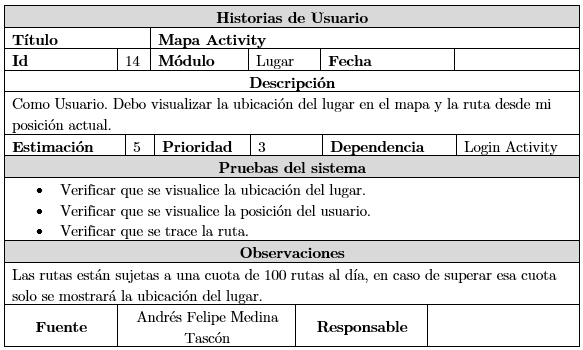 Historias de Usuario
Título Mapa Activity
Id 14 Módulo Lugar Fecha
Descripción
Como Usuario. Debo visualizar la ubicación del lugar en el mapa y la ruta desde mi
posición actual.
Estimación 5 Prioridad 3 Dependencia Login Activity
Pruebas del sistema
• Verificar que se visualice la ubicación del lugar.
• Verificar que se visualice la posición del usuario.
• Verificar que se trace la ruta.
Observaciones
Las rutas están sujetas a una cuota de 100 rutas al día, en caso de superar esa cuota
solo se mostrará la ubicación del lugar.
Fuente Andrés Felipe Medina Responsable
Tascón